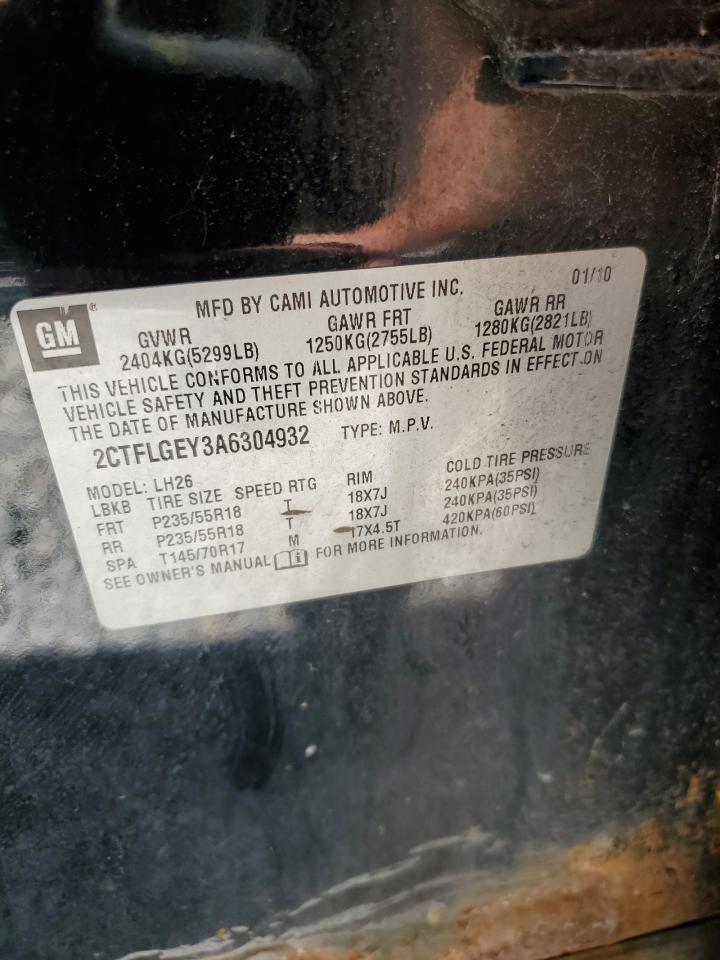 GM ® MFD BY CAMI AUTOMOTIVE INC. 01/10
GVWR GAWR FRT GAWR RR
2404KG(5299LB) 1250KG(2755LB) 1280KG(2821LB)
THIS VEHICLE CONFORMS TO ALL APPLICABLE U.S. FEDERAL MOTOR
VEHICLE SAFETY AND THEFT PREVENTION STANDARDS IN EFFECT ON
THE DATE OF MANUFACTURE SHOWN ABOVE.
2CTFLGEY3A6304932 TYPE: M.P.V.
MODEL: LH26
LBKB TIRE SIZE SPEED RTG RIM COLD TIRE PRESSURE
FRT P235/55R18 T 18X7J 240KPA(35PSI)
RR P235/55R18 T 18X7J 240KPA(35PSI)
SPA T145/70R17 M 17X4.5T 420KPA(60PSI)
SEE OWNER'S MANUAL FOR MORE INFORMATION.